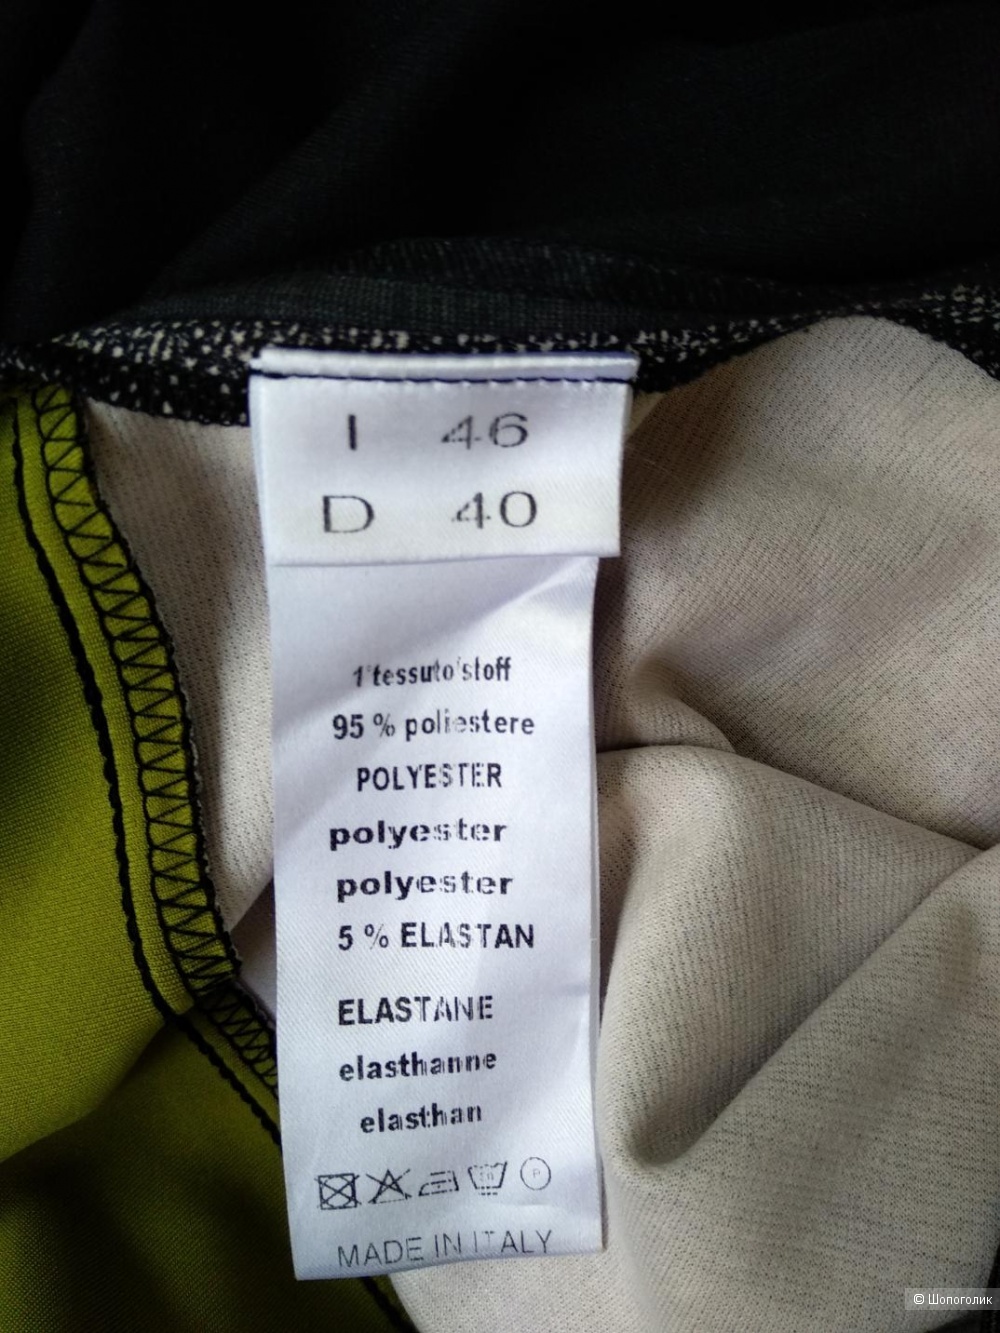 I 46
D 40
1'tessuto'stoff
95 % poliestere
POLYESTER
polyester
polyester
5 % ELASTAN
ELASTANE
elasthanne
elasthan
P
MADE IN ITALY
© Шопоголик